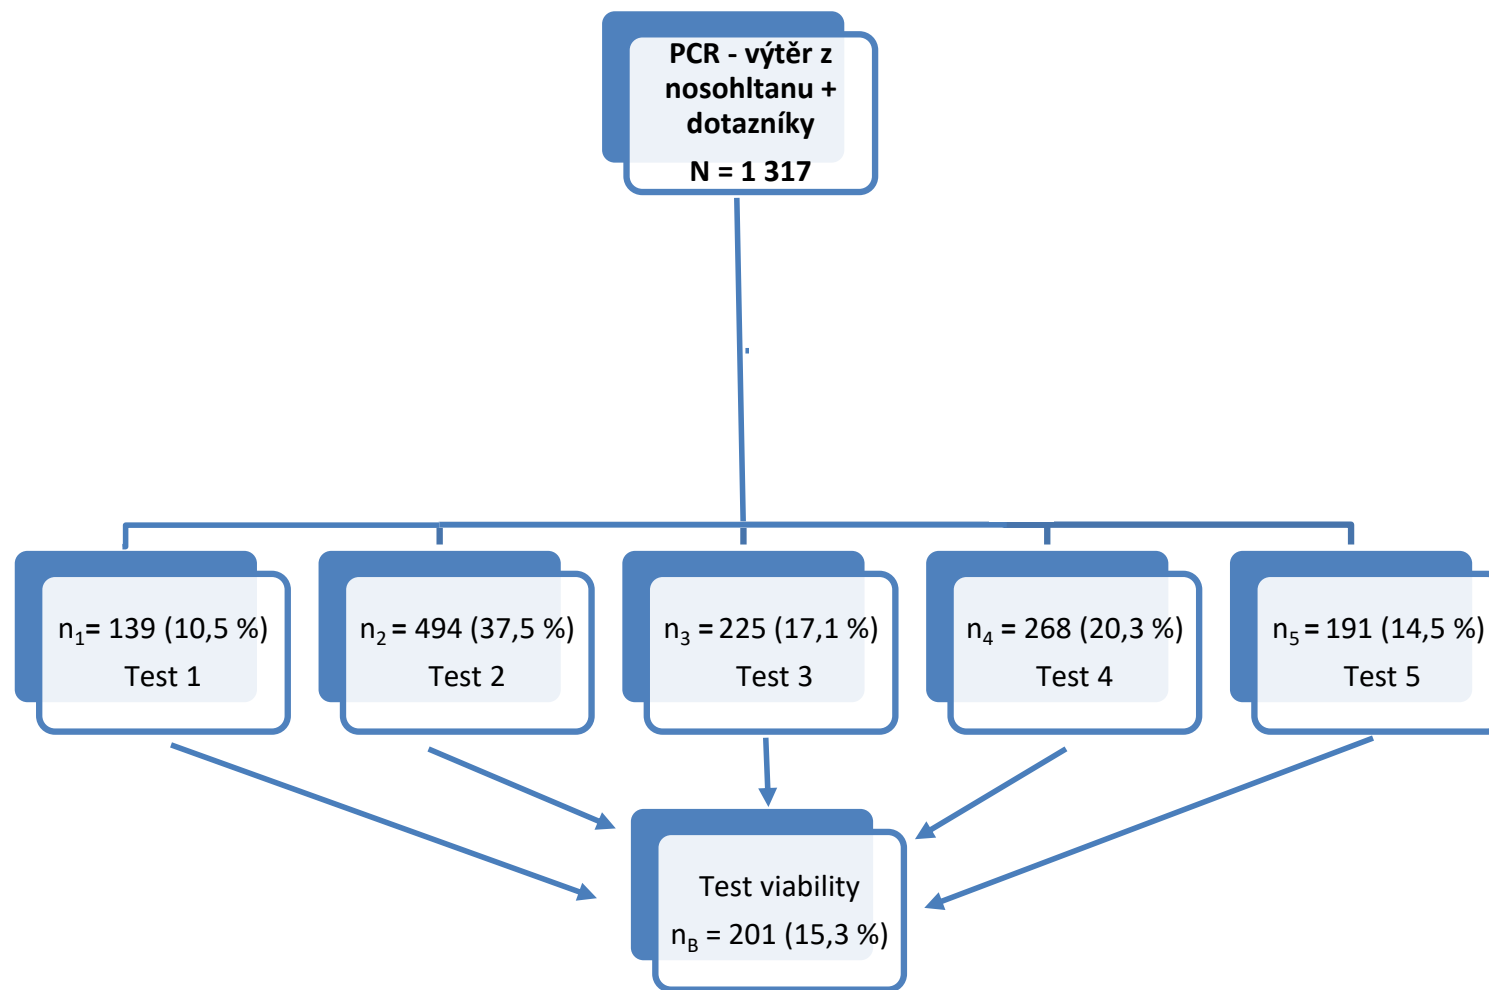 PCR - výtěr z
nosohltanu +
dotazníky
N = 1 317
n₁= 139 (10,5 %)
Test 1
n₂ = 494 (37,5 %)
Test 2
n₃ = 225 (17,1 %)
Test 3
n₄ = 268 (20,3 %)
Test 4
n₅ = 191 (14,5 %)
Test 5
Test viability
n_B = 201 (15,3 %)